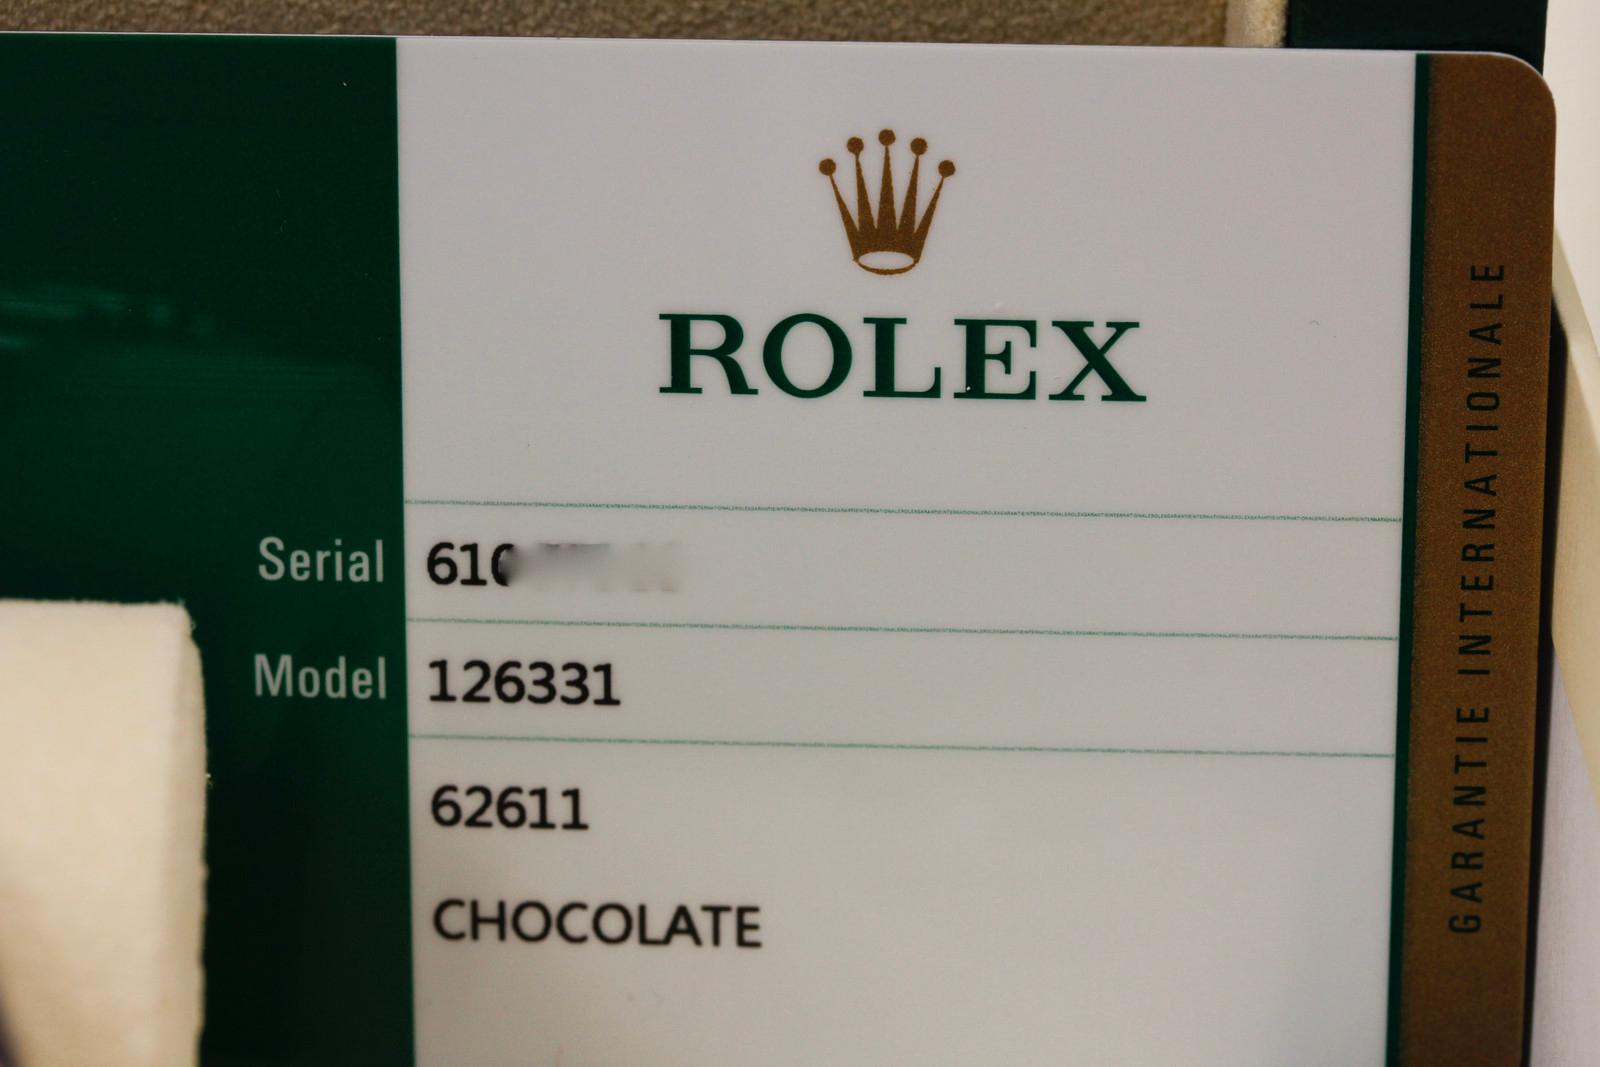 ROLEX
Serial 610
Model 126331
62611
CHOCOLATE
GARANTIE INTERNATIONALE